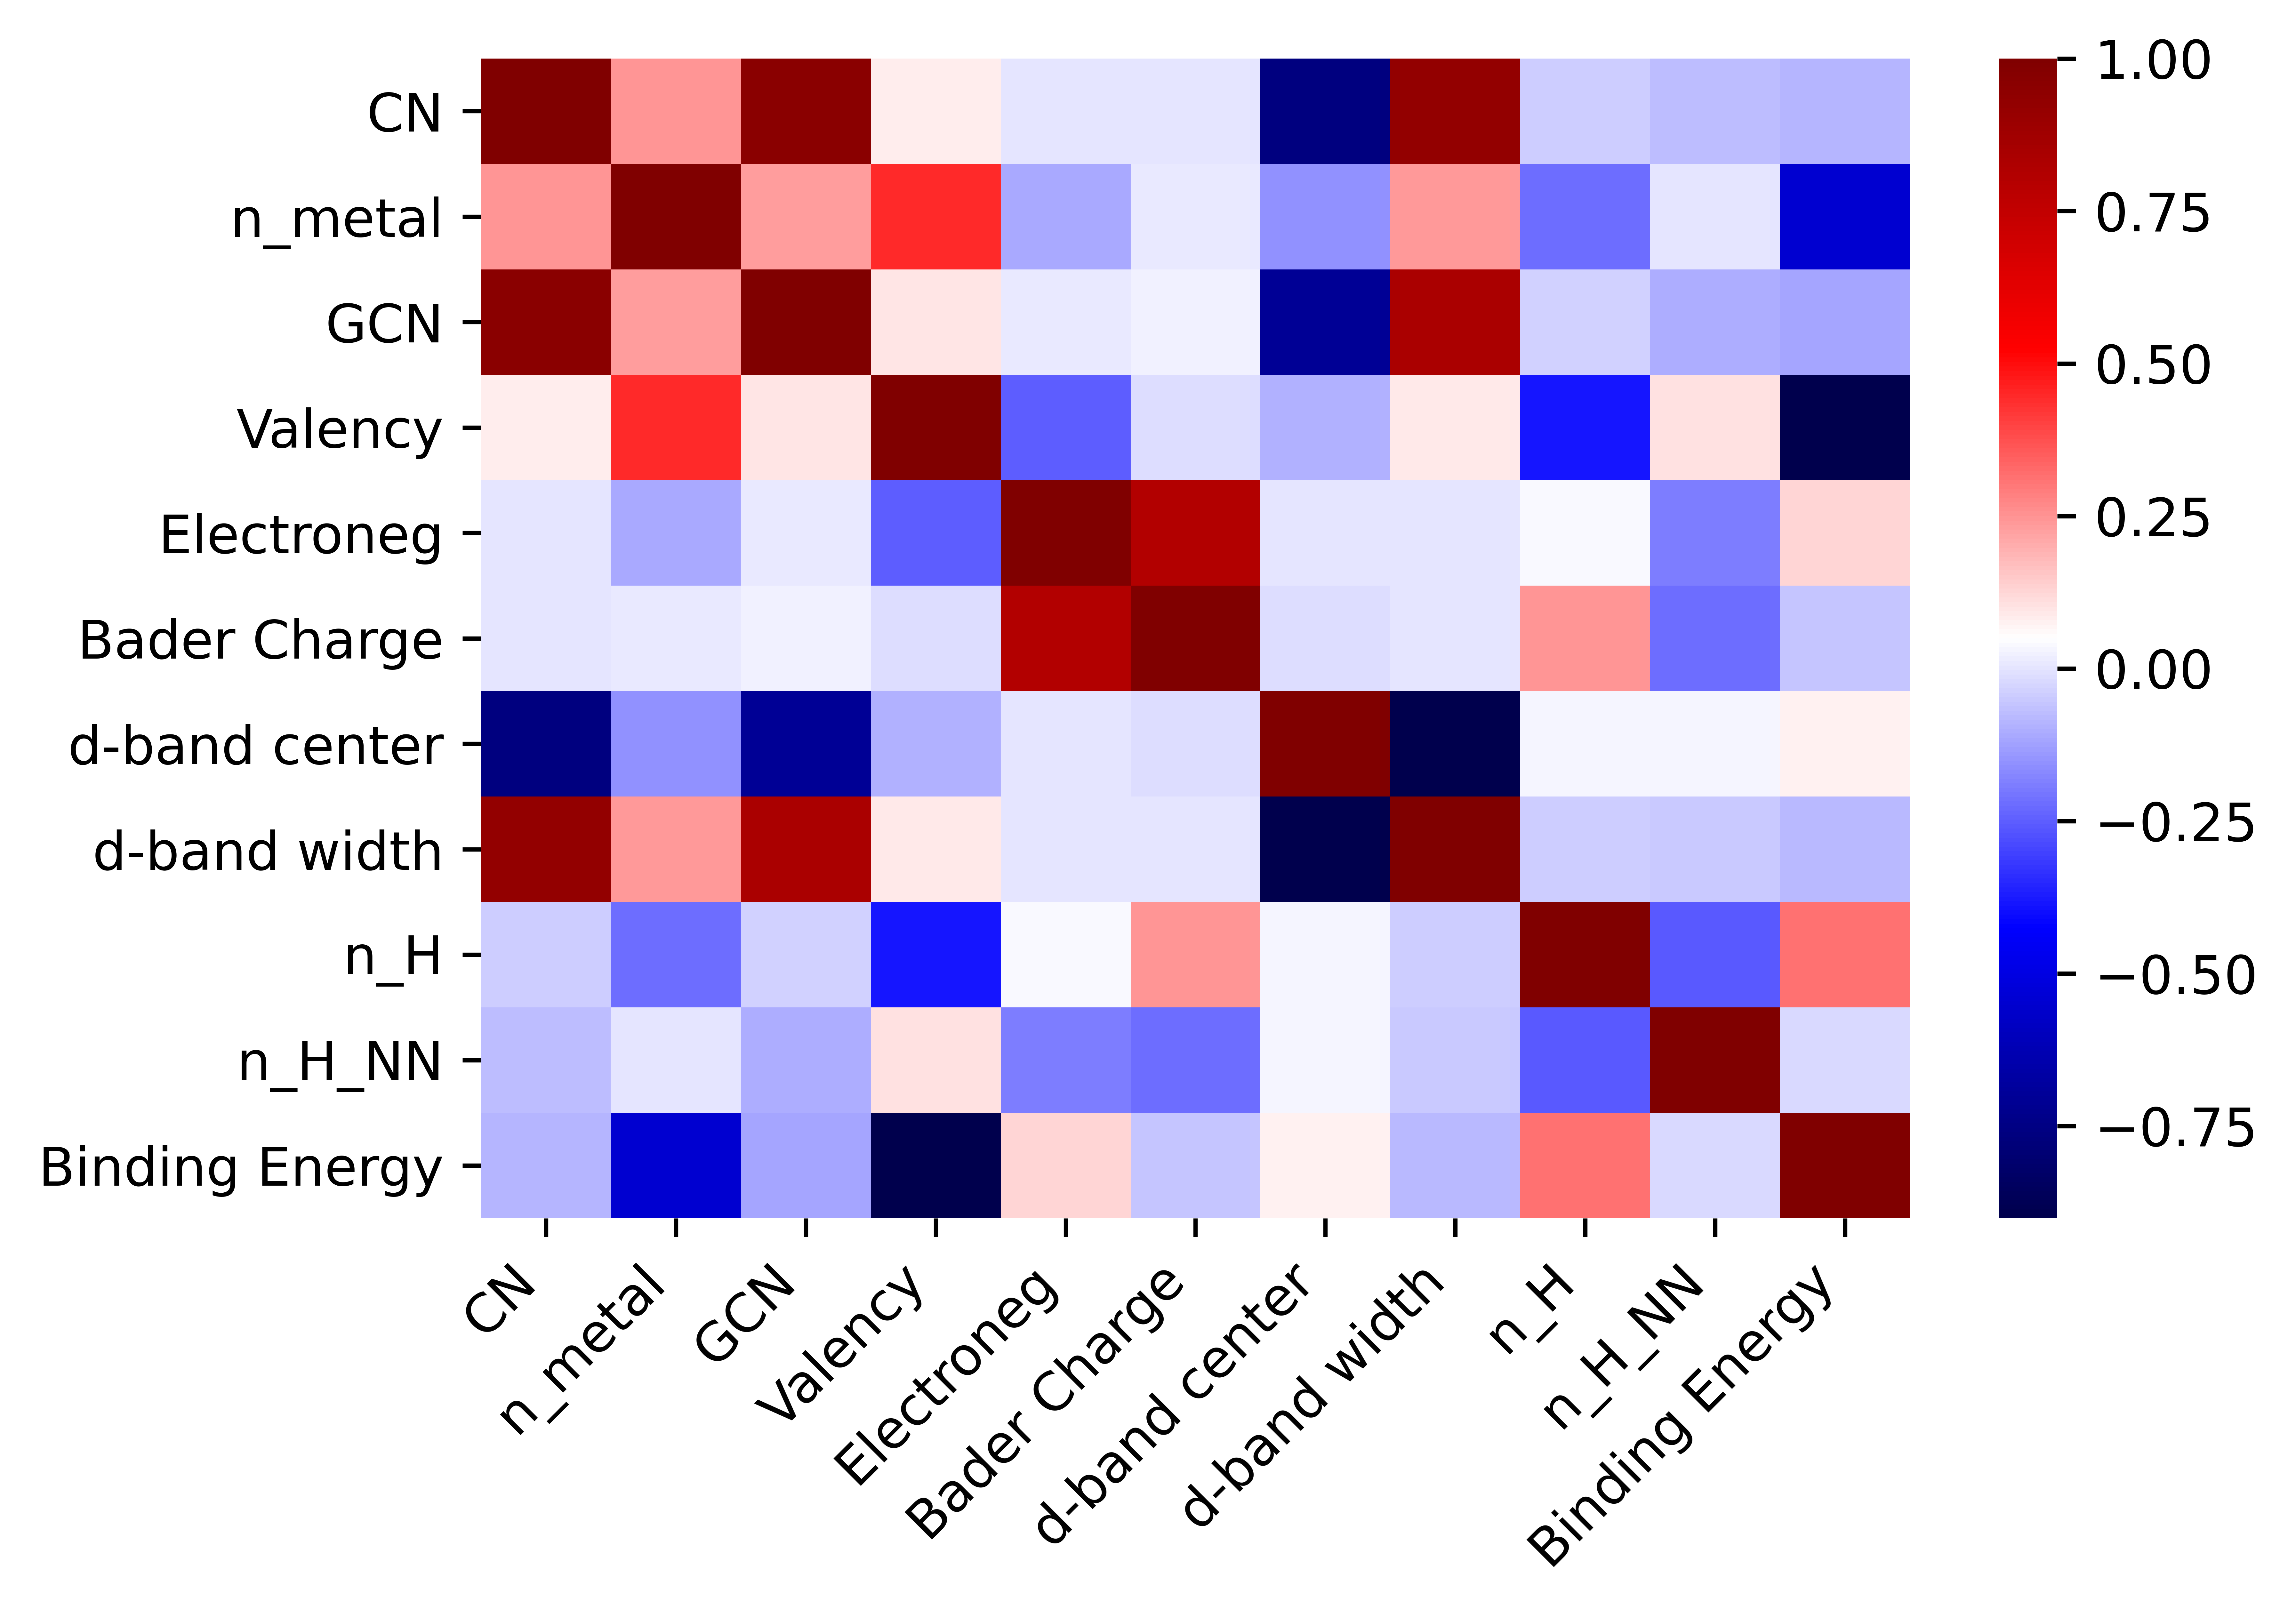 CN
n_metal
GCN
Valency
Electroneg
Bader Charge
d-band center
d-band width
n_H
n_H_NN
Binding Energy
CN
n_metal
GCN
Valency
Electroneg
Bader Charge
d-band center
d-band width
n_H
n_H_NN
Binding Energy
1.00
0.75
0.50
0.25
0.00
−0.25
−0.50
−0.75